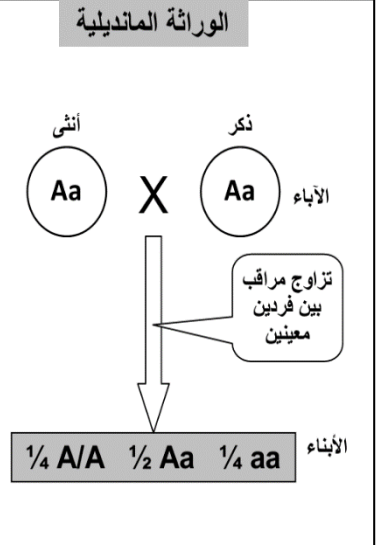 الوراثة المانديلية
ذكر
أنثى
الآباء
Aa
X
Aa
تزاوج مراقب
بين فردين
معينين
الأبناء
¼ A/A ½ Aa ¼ aa